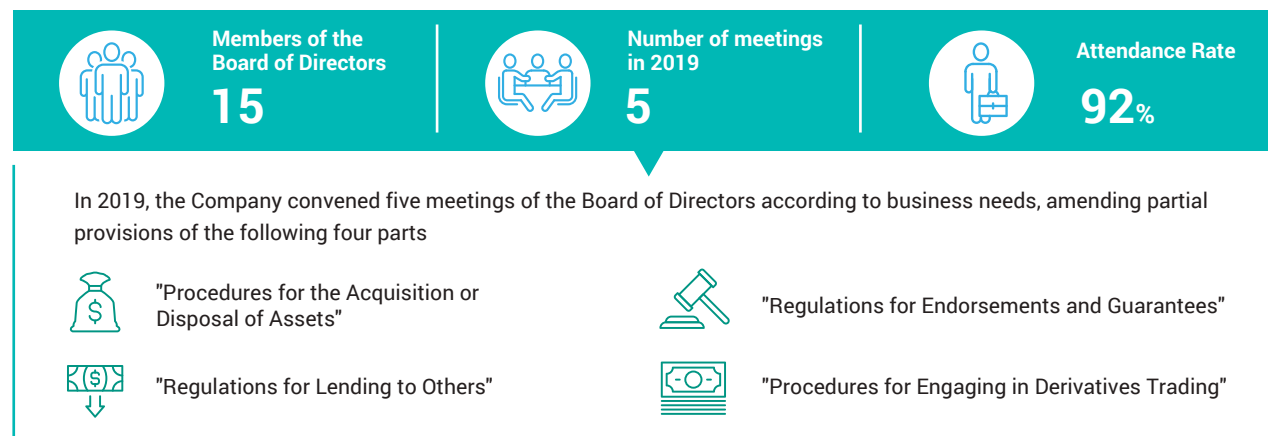 Members of the
Board of Directors
15
Number of meetings
in 2019
5
Attendance Rate
92%
In 2019, the Company convened five meetings of the Board of Directors according to business needs, amending partial
provisions of the following four parts
$
"Procedures for the Acquisition or
Disposal of Assets"
"Regulations for Endorsements and Guarantees"
$
"Regulations for Lending to Others"
"Procedures for Engaging in Derivatives Trading"